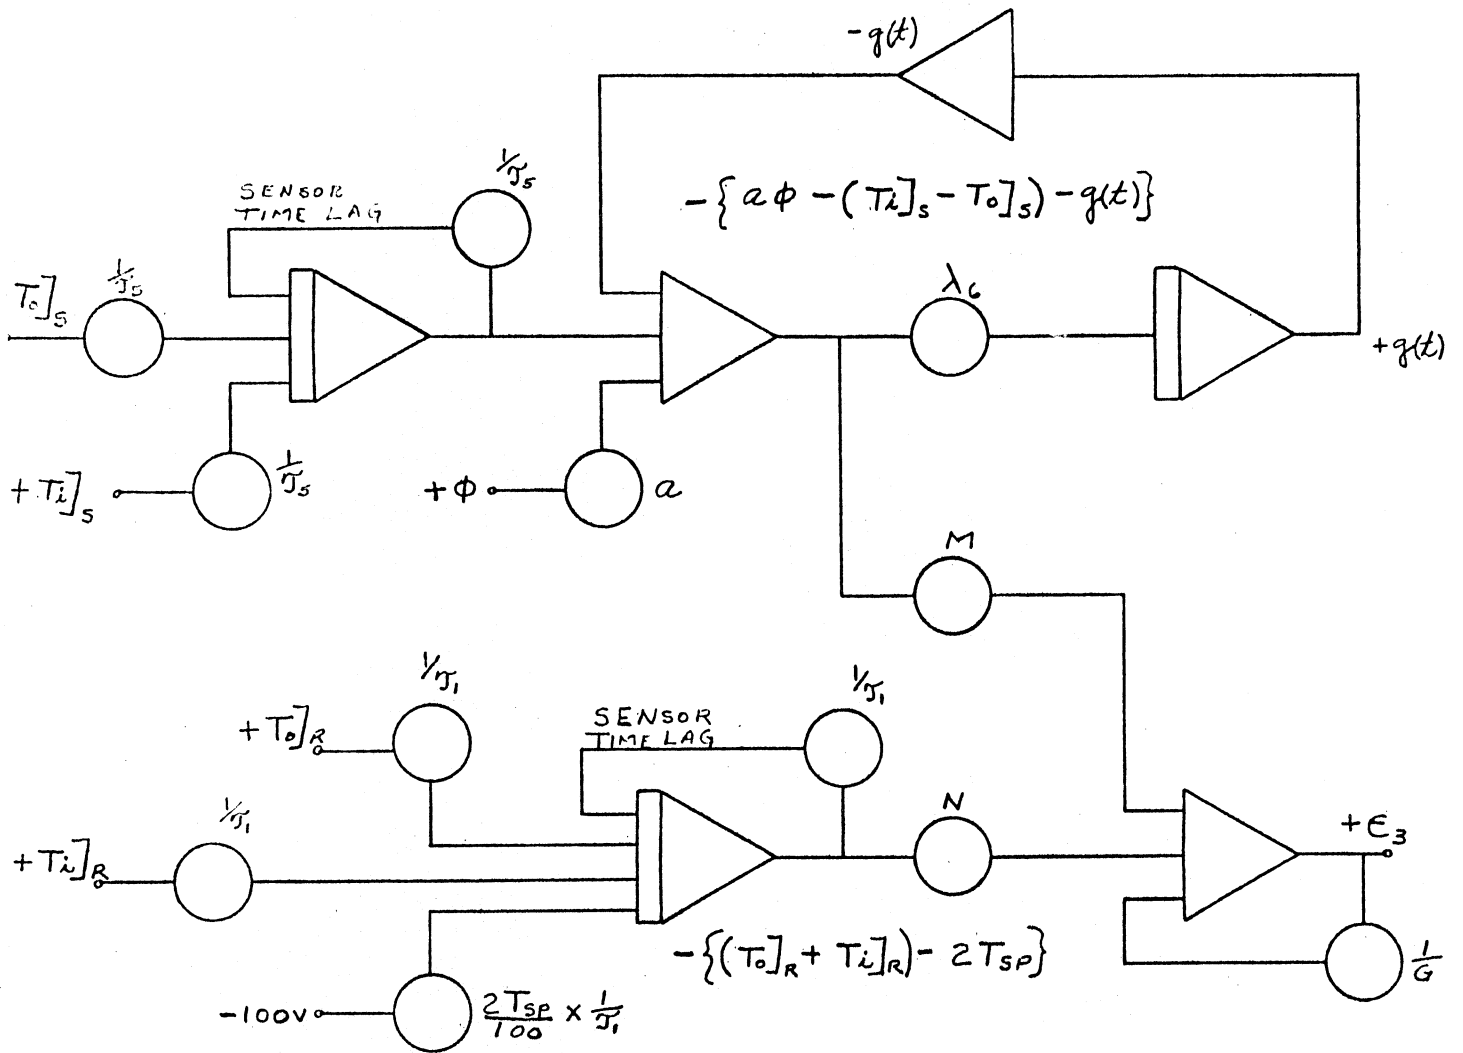 -g(t)
1/τ₅
SENSOR
TIME LAG
-{aφ-(Ti]ₛ-To]ₛ)-g(t)}
To]ₛ
1/τ₅
λ₆
+g(t)
+Ti]ₛ
1/τ₅
+φ
a
M
1/τ₁
1/τ₁
+To]R
SENSOR
TIME LAG
1/τ₁
N
+ϵ₃
+Ti]R
-{(To]R+Ti]R)-2TSP}
1/G
-100V
2TSP/100 x 1/τ₁